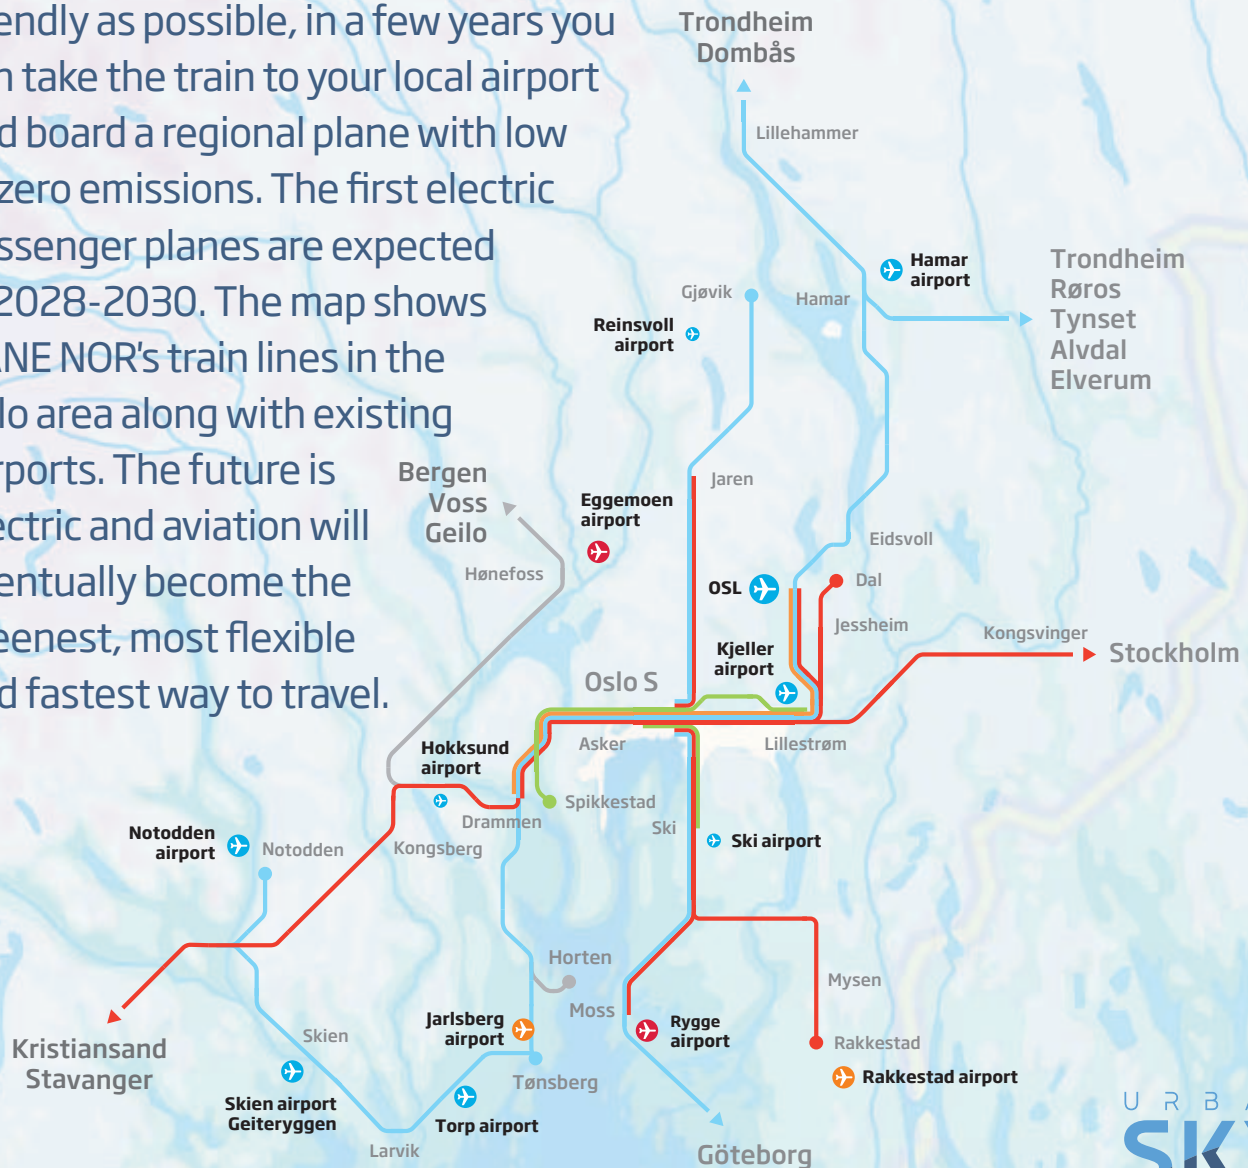 endly as possible, in a few years you
n take the train to your local airport
d board a regional plane with low
zero emissions. The first electric
ssenger planes are expected
2028-2030. The map shows
ANE NOR's train lines in the
lo area along with existing
rports. The future is
ectric and aviation will
entually become the
eenest, most flexible
d fastest way to travel.
Trondheim
Dombås
Lillehammer
Hamar
airport
Trondheim
Røros
Tynset
Alvdal
Elverum
Gjøvik
Hamar
Reinsvoll
airport
Bergen
Voss
Geilo
Jaren
Eggemoen
airport
Hønefoss
Eidsvoll
OSL
Dal
Jessheim
Kongsvinger
Stockholm
Kjeller
airport
Oslo S
Asker
Lillestrøm
Hokksund
airport
Spikkestad
Drammen
Ski
Ski airport
Notodden
airport
Notodden
Kongsberg
Horten
Moss
Mysen
Jarlsberg
airport
Rygge
airport
Rakkestad
Rakkestad airport
Kristiansand
Stavanger
Skien
Skien airport
Geiteryggen
Tønsberg
Torp airport
Larvik
Göteborg
URBA
SKY